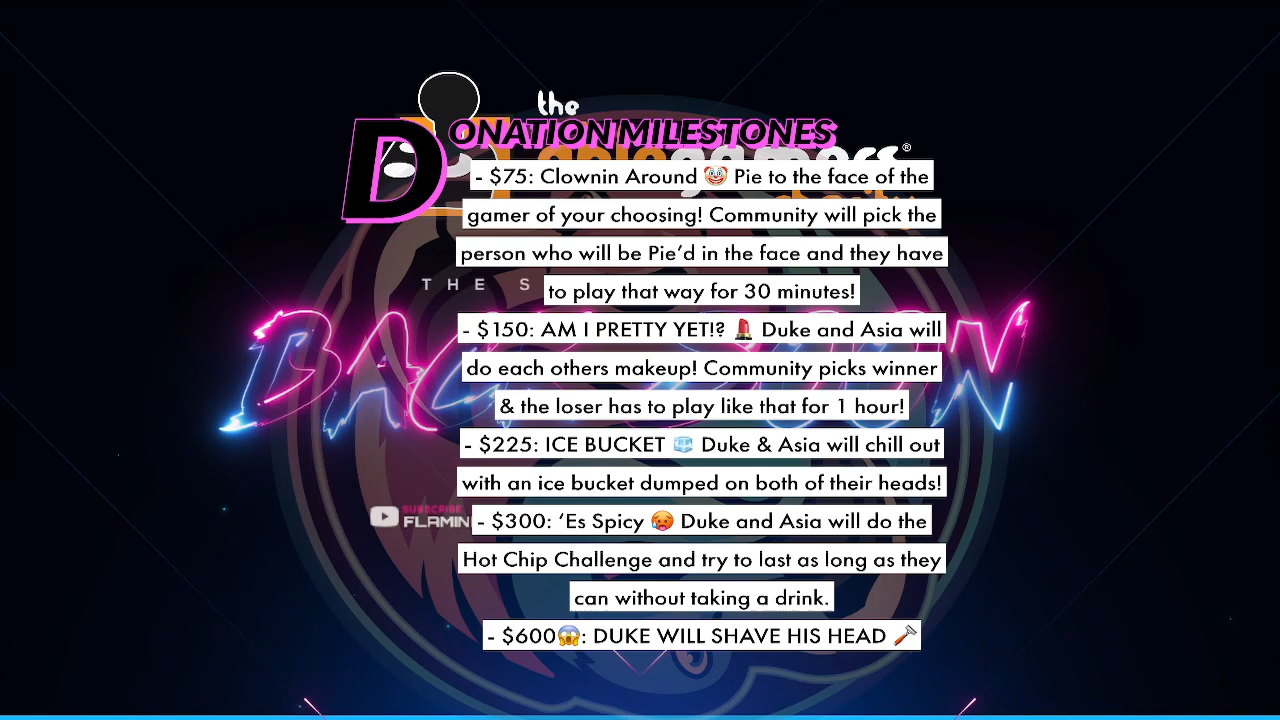 the
DONATION MILESTONES
- $75: Clownin Around 🤡 Pie to the face of the
gamer of your choosing! Community will pick the
person who will be Pie’d in the face and they have
THE S
to play that way for 30 minutes!
- $150: AM I PRETTY YET!? 💄 Duke and Asia will
do each others makeup! Community picks winner
& the loser has to play like that for 1 hour!
- $225: ICE BUCKET 🧊 Duke & Asia will chill out
with an ice bucket dumped on both of their heads!
SUBSCRIBE
FLAMIN
- $300: ‘Es Spicy 🥵 Duke and Asia will do the
Hot Chip Challenge and try to last as long as they
can without taking a drink.
- $600😱: DUKE WILL SHAVE HIS HEAD 🪒